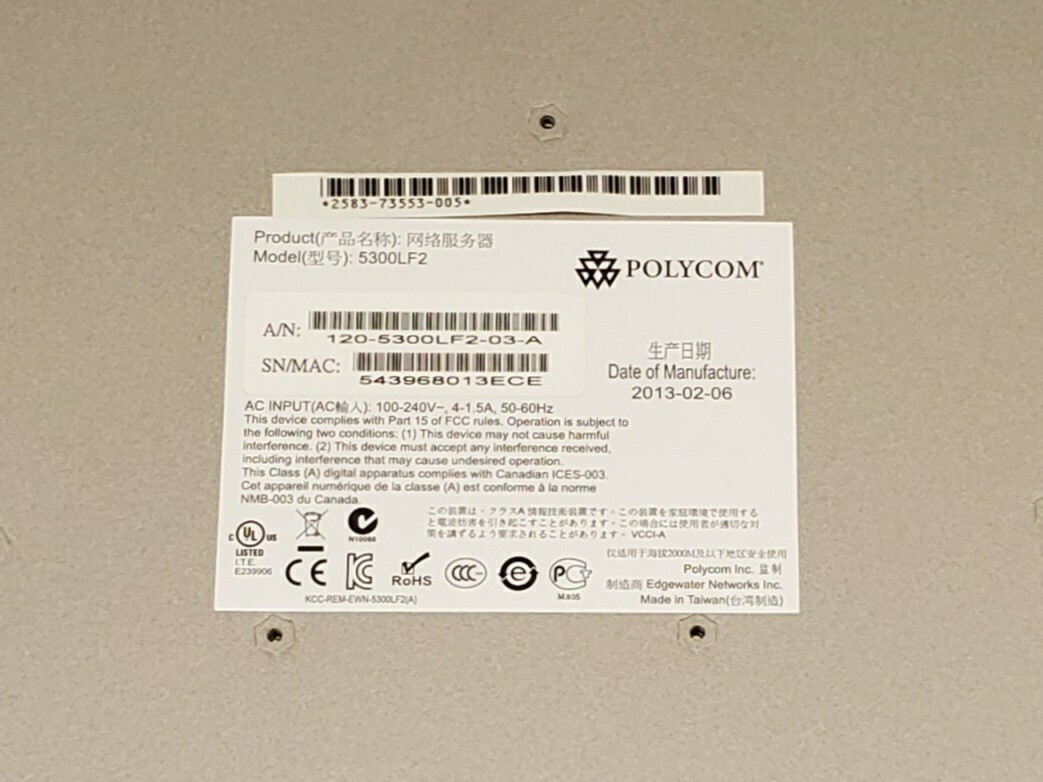 *2583-73553-005*
Product(产品名称): 网络服务器
Model(型号): 5300LF2
POLYCOM®
A/N:
120-5300LF2-03-A
SN/MAC:
543968013ECE
生产日期
Date of Manufacture:
2013-02-06
AC INPUT(AC輸入): 100-240V~, 4-1.5A, 50-60Hz
This device complies with Part 15 of FCC rules. Operation is subject to
the following two conditions: (1) This device may not cause harmful
interference. (2) This device must accept any interference received,
including interference that may cause undesired operation.
This Class (A) digital apparatus complies with Canadian ICES-003.
Cet appareil numérique de la classe (A) est conforme à la norme
NMB-003 du Canada.
この装置は、クラスA 情報技術装置です。この装置を家庭環境で使用する
と電波妨害を引き起こすことがあります。この場合には使用者が適切な対
策を講ずるよう要求されることがあります。 VCCI-A
C UL US
LISTED
I.T.E.
E239906
N10060
CE
RoHS
CCC
e
M.805
KCC-REM-EWN-5300LF2(A)
仅适用于海拔2000M及以下地区安全使用
Polycom Inc. 监制
制造商 Edgewater Networks Inc.
Made in Taiwan(台湾制造)